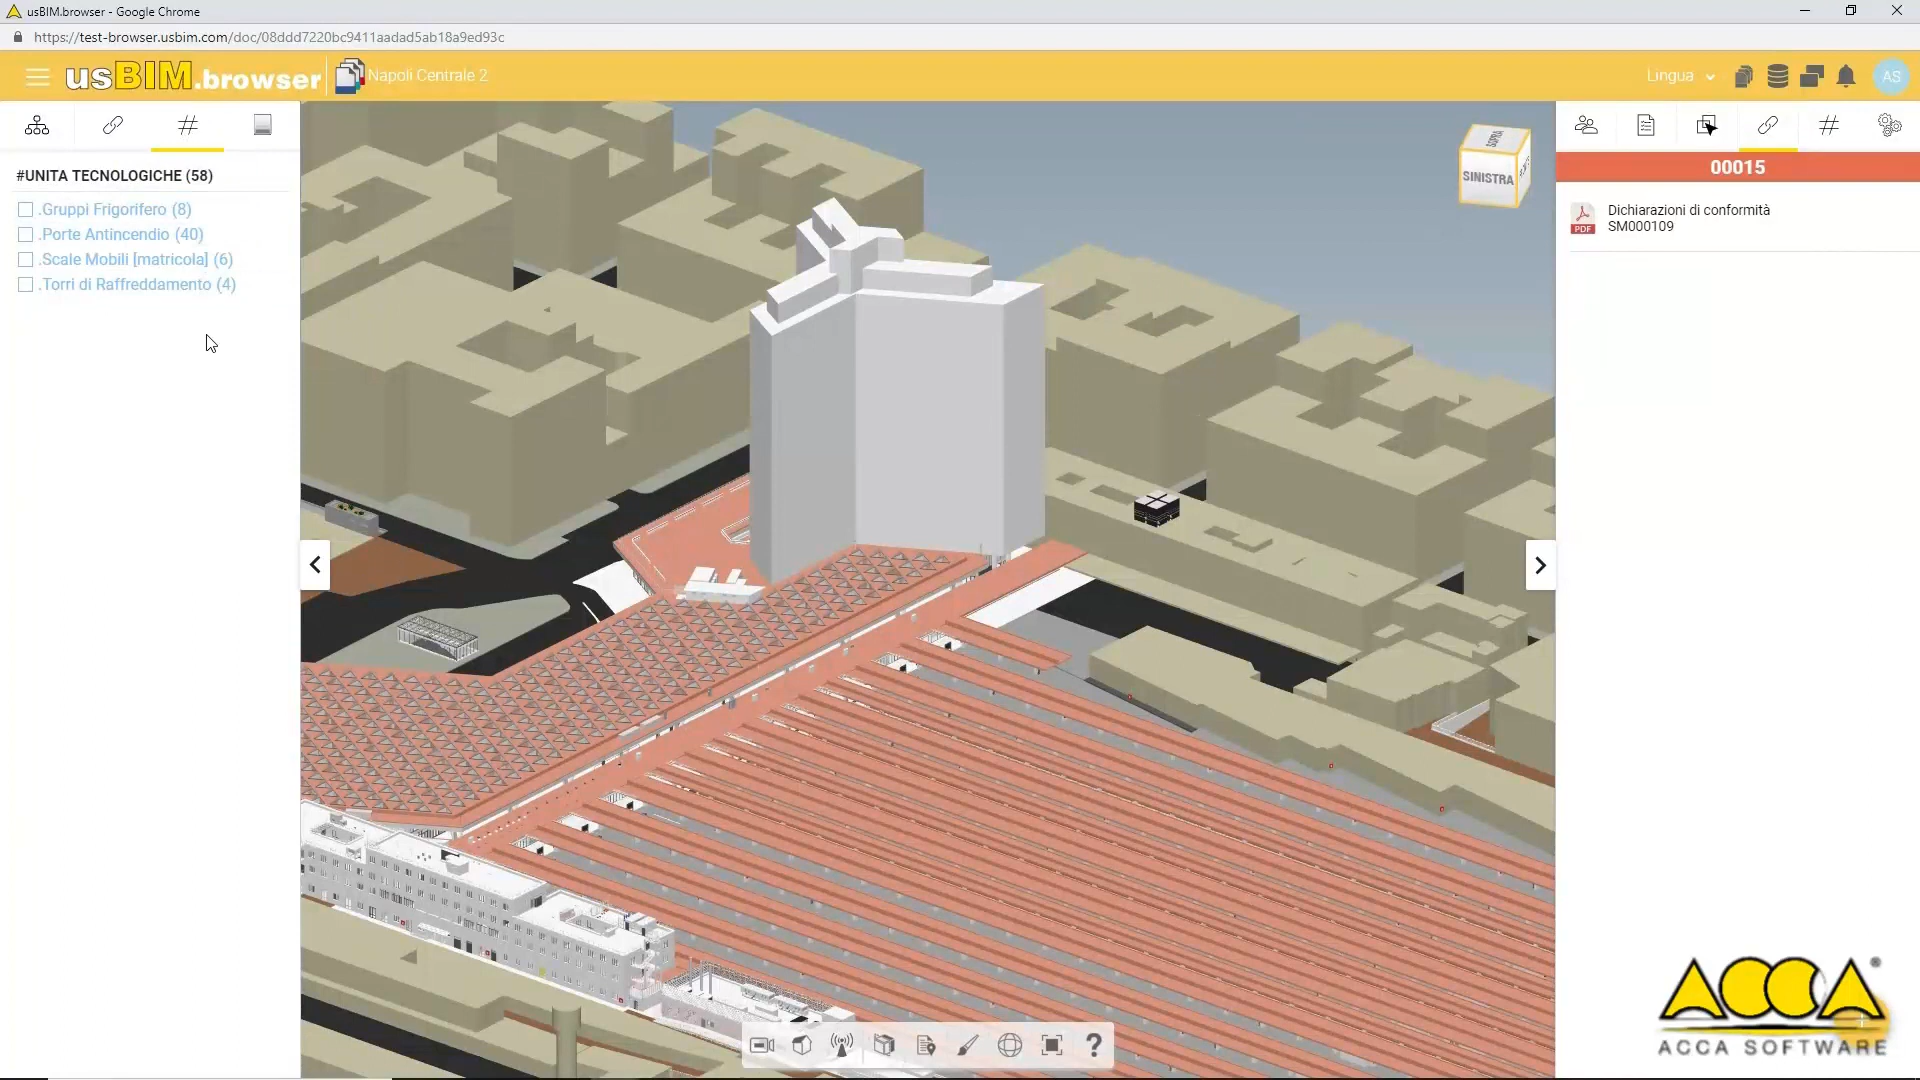 usBIM.browser - Google Chrome
https://test-browser.usbim.com/doc/08ddd7220bc9411aadad5ab18a9ed93c
usBIM.browser
Napoli Centrale 2
Lingua
AS
#UNITA TECNOLOGICHE (58)
.Gruppi Frigorifero (8)
.Porte Antincendio (40)
.Scale Mobili [matricola] (6)
.Torri di Raffreddamento (4)
SOPRA
SINISTRA
00015
PDF
Dichiarazioni di conformità
SM000109
ACCA
®
ACCA SOFTWARE